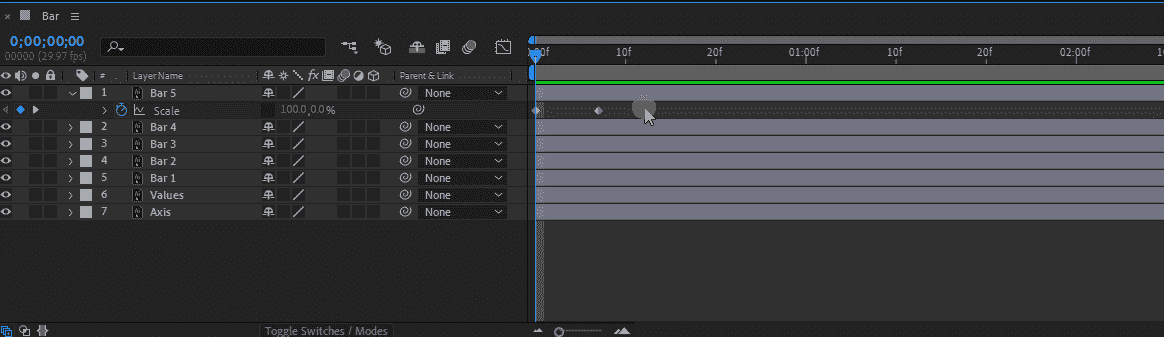 Bar
0;00;00;00
00000 (29.97 fps)
:00f 10f 20f 01:00f 10f 20f 02:00f
# Layer Name fx Parent & Link
1 Bar 5 None
Scale 100.0,0.0%
2 Bar 4 None
3 Bar 3 None
4 Bar 2 None
5 Bar 1 None
6 Values None
7 Axis None
Toggle Switches / Modes